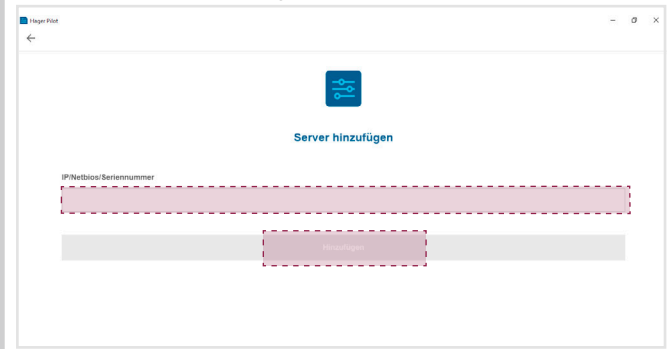 Hager Pilot
Server hinzufügen
IP/Netbios/Seriennummer
Hinzufügen